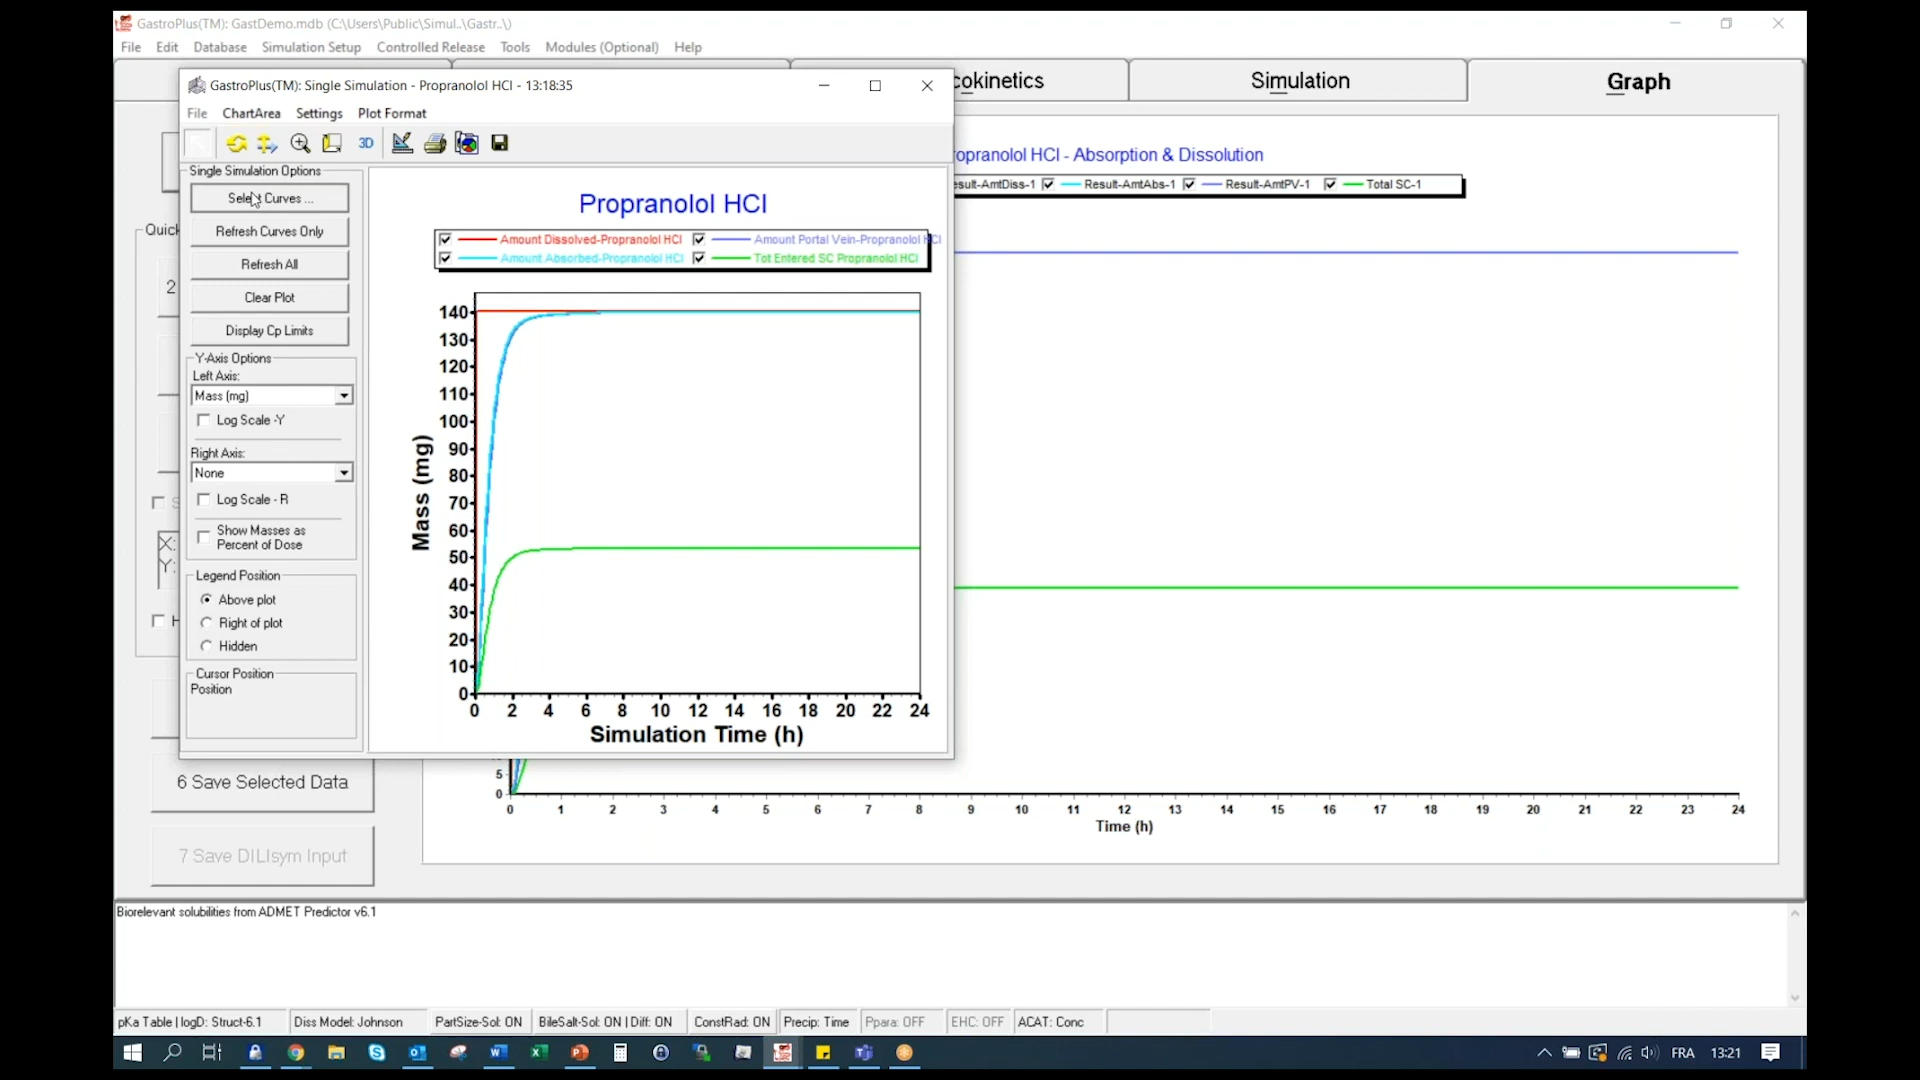 GastroPlus(TM): GastDemo.mdb (C:\Users\Public\Simul..\Gastr..\)
File Edit Database Simulation Setup Controlled Release Tools Modules (Optional) Help
cokinetics Simulation Graph
GastroPlus(TM): Single Simulation - Propranolol HCl - 13:18:35
File ChartArea Settings Plot Format
3D
Single Simulation Options
Select Curves ...
Refresh Curves Only
Refresh All
Clear Plot
Display Cp Limits
Y-Axis Options
Left Axis:
Mass (mg)
Log Scale -Y
Right Axis:
None
Log Scale - R
Show Masses as
Percent of Dose
Legend Position
Above plot
Right of plot
Hidden
Cursor Position
Position
Propranolol HCl
Amount Dissolved-Propranolol HCl Amount Portal Vein-Propranolol HCl
Amount Absorbed-Propranolol HCl Tot Entered SC Propranolol HCl
Mass (mg)
140
130
120
110
100
90
80
70
60
50
40
30
20
10
0
0 2 4 6 8 10 12 14 16 18 20 22 24
Simulation Time (h)
opranolol HCl - Absorption & Dissolution
esult-AmtDiss-1 Result-AmtAbs-1 Result-AmtPV-1 Total SC-1
Quick
2
S
X:
Y:
H
6 Save Selected Data
7 Save DILIsym Input
5
0
0 1 2 3 4 5 6 7 8 9 10 11 12 13 14 15 16 17 18 19 20 21 22 23 24
Time (h)
Biorelevant solubilities from ADMET Predictor v6.1
pKa Table | logD: Struct-6.1 Diss Model: Johnson PartSize-Sol: ON BileSalt-Sol: ON | Diff: ON ConstRad: ON Precip: Time Ppara: OFF EHC: OFF ACAT: Conc
FRA 13:21